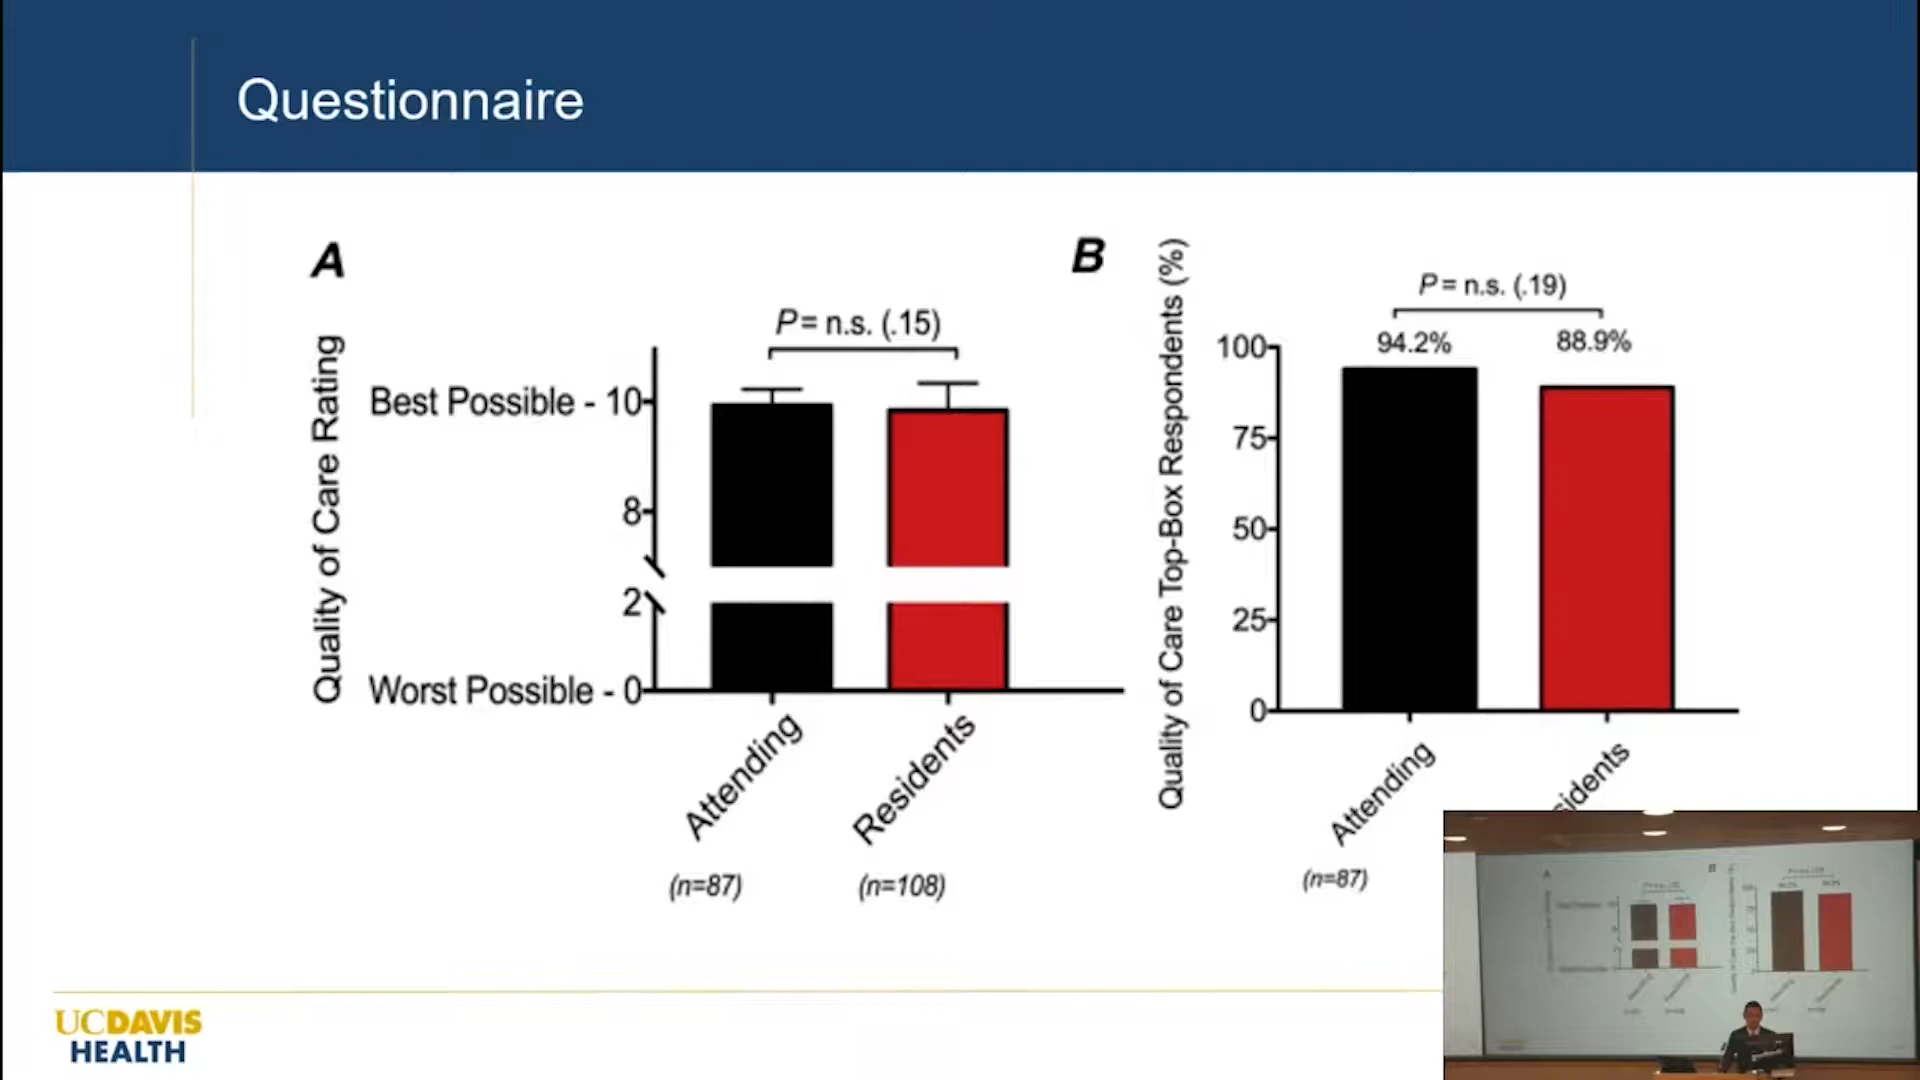 Questionnaire
A
Quality of Care Rating
P = n.s. (.15)
Best Possible - 10
8
2
Worst Possible - 0
Attending
Residents
(n=87)
(n=108)
B
Quality of Care Top-Box Respondents (%)
P = n.s. (.19)
94.2%
88.9%
100
75
50
25
0
Attending
sidents
(n=87)
UCDAVIS
HEALTH